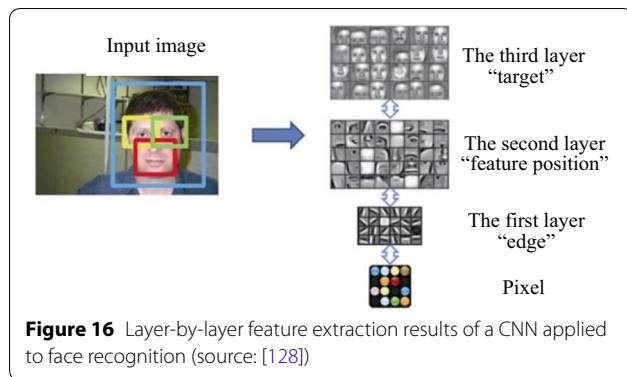 Input image
The third layer
“target”
The second layer
“feature position”
The first layer
“edge”
Pixel
Figure 16 Layer-by-layer feature extraction results of a CNN applied
to face recognition (source: [128])